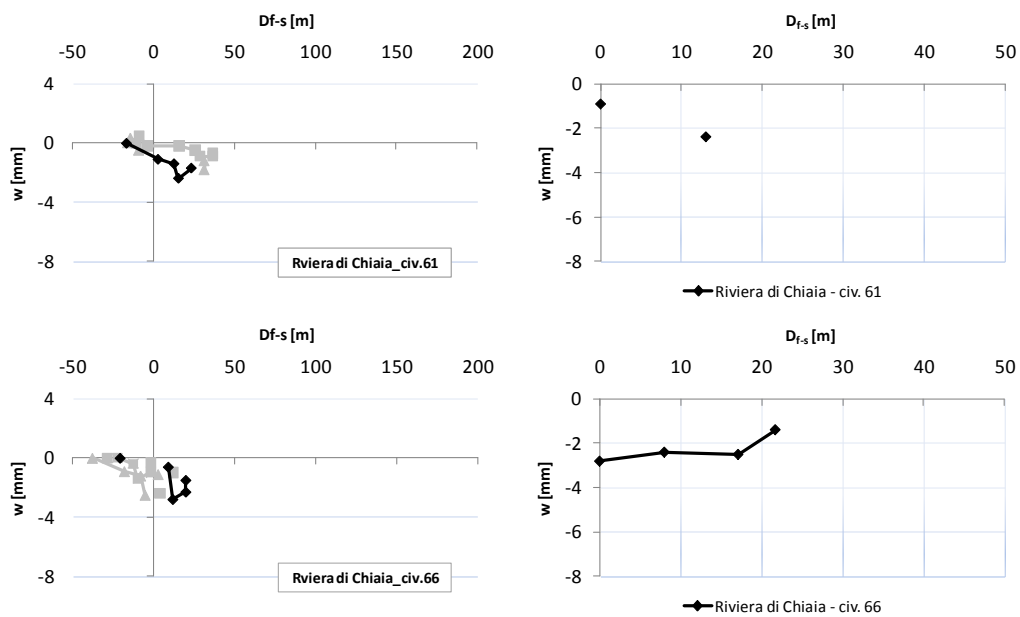 Df-s [m]
-50 0 50 100 150 200
4
0
-4
-8
w [mm]
Rviera di Chiaia_civ.61
Df-s [m]
0 10 20 30 40 50
0
-2
-4
-6
-8
w [mm]
Riviera di Chiaia - civ. 61
Df-s [m]
-50 0 50 100 150 200
4
0
-4
-8
w [mm]
Rviera di Chiaia_civ.66
Df-s [m]
0 10 20 30 40 50
0
-2
-4
-6
-8
w [mm]
Riviera di Chiaia - civ. 66